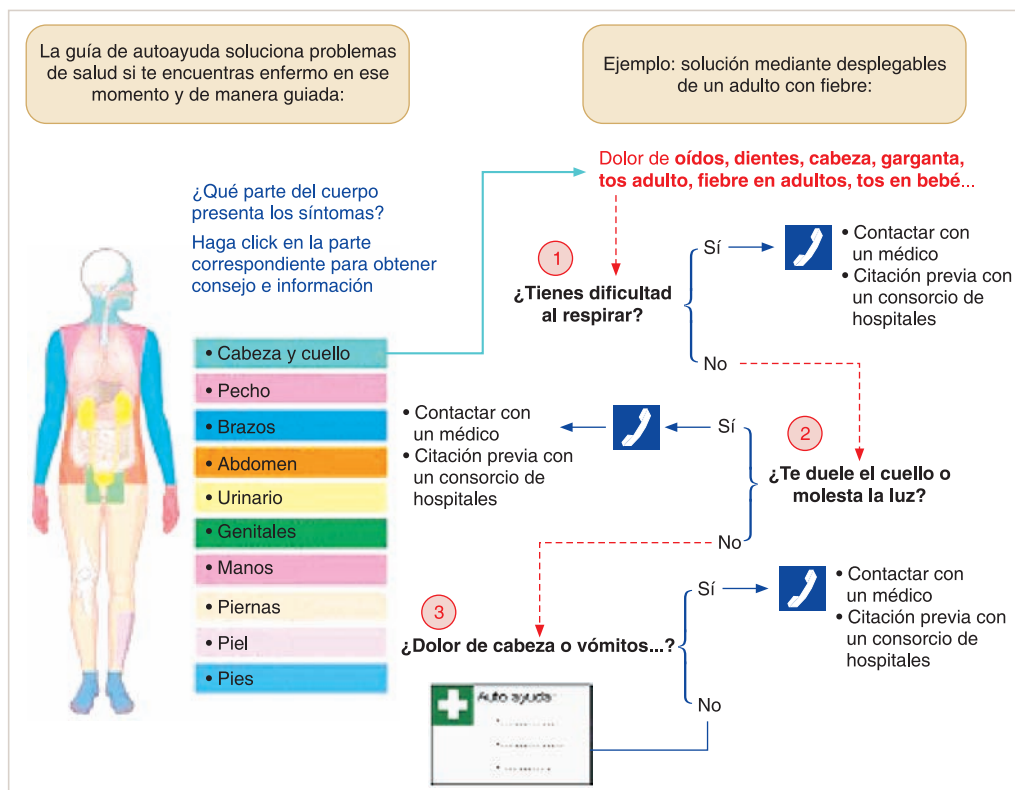 La guía de autoayuda soluciona problemas
de salud si te encuentras enfermo en ese
momento y de manera guiada:
Ejemplo: solución mediante desplegables
de un adulto con fiebre:
¿Qué parte del cuerpo
presenta los síntomas?
Haga click en la parte
correspondiente para obtener
consejo e información
• Cabeza y cuello
• Pecho
• Brazos
• Abdomen
• Urinario
• Genitales
• Manos
• Piernas
• Piel
• Pies
Dolor de oídos, dientes, cabeza, garganta,
tos adulto, fiebre en adultos, tos en bebé...
1
¿Tienes dificultad
al respirar?
Sí
• Contactar con
un médico
• Citación previa con
un consorcio de
hospitales
No
2
¿Te duele el cuello o
molesta la luz?
Sí
• Contactar con
un médico
• Citación previa con
un consorcio de
hospitales
No
3
¿Dolor de cabeza o vómitos...?
Sí
• Contactar con
un médico
• Citación previa con
un consorcio de
hospitales
No
Auto ayuda